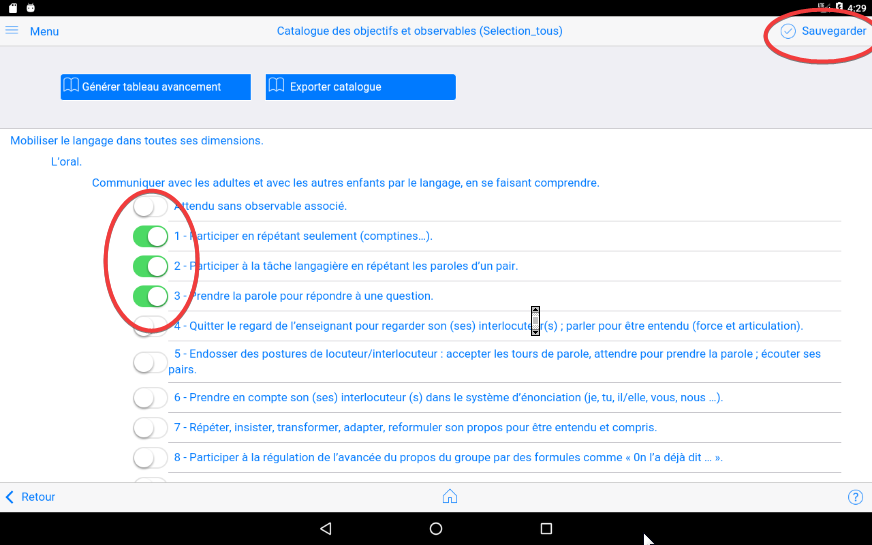 4:29
Menu
Catalogue des objectifs et observables (Selection_tous)
Sauvegarder
Générer tableau avancement
Exporter catalogue
Mobiliser le langage dans toutes ses dimensions.
L'oral.
Communiquer avec les adultes et avec les autres enfants par le langage, en se faisant comprendre.
Attendu sans observable associé.
1 - Participer en répétant seulement (comptines…).
2 - Participer à la tâche langagière en répétant les paroles d'un pair.
3 - Prendre la parole pour répondre à une question.
4 - Quitter le regard de l'enseignant pour regarder son (ses) interlocuteur(s) ; parler pour être entendu (force et articulation).
5 - Endosser des postures de locuteur/interlocuteur : accepter les tours de parole, attendre pour prendre la parole ; écouter ses
pairs.
6 - Prendre en compte son (ses) interlocuteur (s) dans le système d'énonciation (je, tu, il/elle, vous, nous …).
7 - Répéter, insister, transformer, adapter, reformuler son propos pour être entendu et compris.
8 - Participer à la régulation de l'avancée du propos du groupe par des formules comme « 0n l'a déjà dit … ».
Retour
?